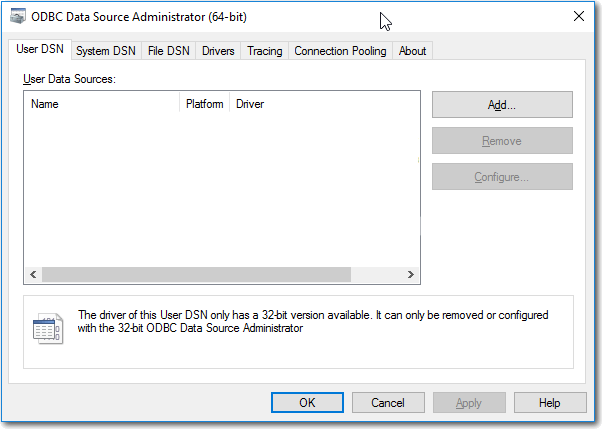 ODBC Data Source Administrator (64-bit)
User DSN System DSN File DSN Drivers Tracing Connection Pooling About
User Data Sources:
Name Platform Driver
Add...
Remove
Configure...
The driver of this User DSN only has a 32-bit version available. It can only be removed or configured
with the 32-bit ODBC Data Source Administrator
OK Cancel Apply Help